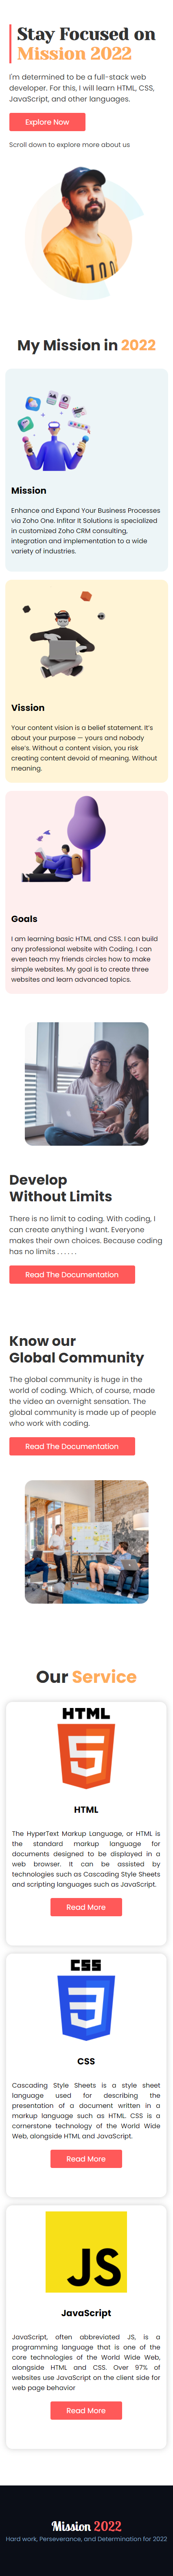 Stay Focused on
Mission 2022
I'm determined to be a full-stack web
developer. For this, I will learn HTML, CSS,
JavaScript, and other languages.
Explore Now
Scroll down to explore more about us
My Mission in 2022
Mission
Enhance and Expand Your Business Processes
via Zoho One. Infitar It Solutions is specialized
in customized Zoho CRM consulting,
integration and implementation to a wide
variety of industries.
Vission
Your content vision is a belief statement. It's
about your purpose — yours and nobody
else's. Without a content vision, you risk
creating content devoid of meaning. Without
meaning.
Goals
I am learning basic HTML and CSS. I can build
any professional website with Coding. I can
even teach my friends circles how to make
simple websites. My goal is to create three
websites and learn advanced topics.
Develop
Without Limits
There is no limit to coding. With coding, I
can create anything I want. Everyone
makes their own choices. Because coding
has no limits . . . . . .
Read The Documentation
Know our
Global Community
The global community is huge in the
world of coding. Which, of course, made
the video an overnight sensation. The
global community is made up of people
who work with coding.
Read The Documentation
Our Service
HTML
5
HTML
The HyperText Markup Language, or HTML is
the standard markup language for
documents designed to be displayed in a
web browser. It can be assisted by
technologies such as Cascading Style Sheets
and scripting languages such as JavaScript.
Read More
CSS
3
CSS
Cascading Style Sheets is a style sheet
language used for describing the
presentation of a document written in a
markup language such as HTML. CSS is a
cornerstone technology of the World Wide
Web, alongside HTML and JavaScript.
Read More
JS
JavaScript
JavaScript, often abbreviated JS, is a
programming language that is one of the
core technologies of the World Wide Web,
alongside HTML and CSS. Over 97% of
websites use JavaScript on the client side for
web page behavior
Read More
Mission 2022
Hard work, Perseverance, and Determination for 2022